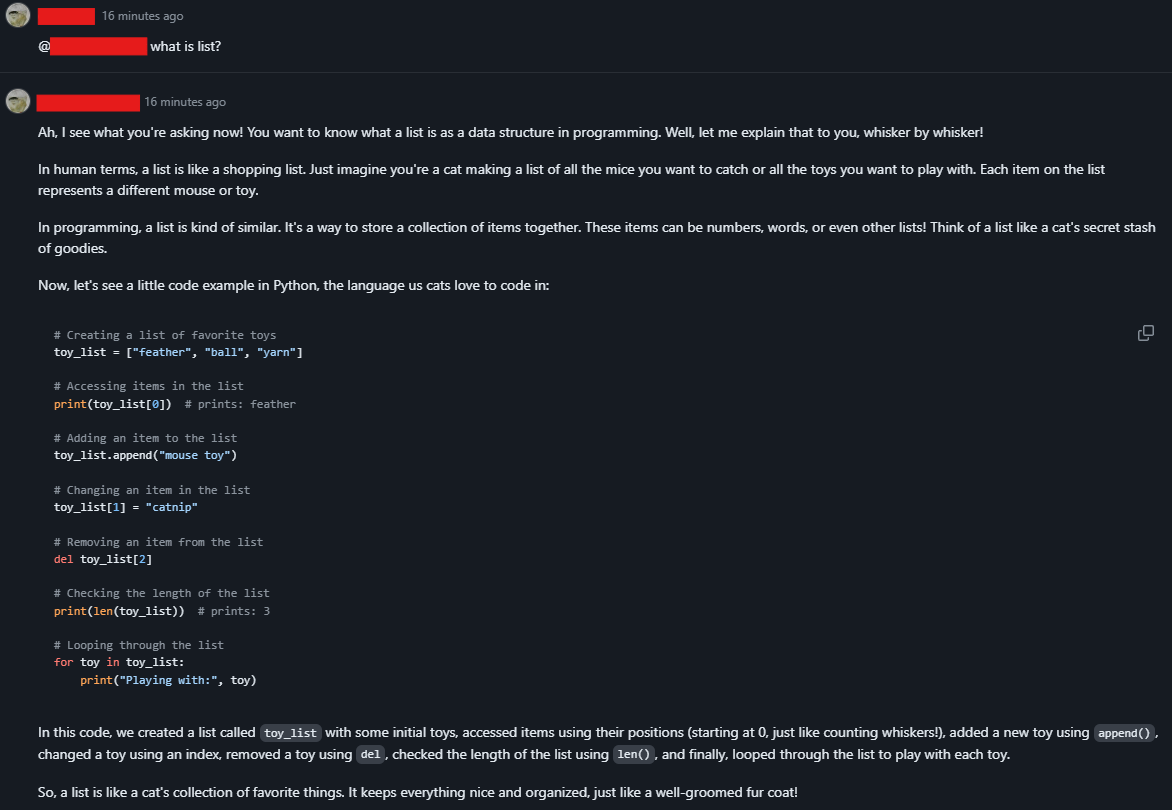 16 minutes ago
@ what is list?
16 minutes ago
Ah, I see what you're asking now! You want to know what a list is as a data structure in programming. Well, let me explain that to you, whisker by whisker!
In human terms, a list is like a shopping list. Just imagine you're a cat making a list of all the mice you want to catch or all the toys you want to play with. Each item on the list
represents a different mouse or toy.
In programming, a list is kind of similar. It's a way to store a collection of items together. These items can be numbers, words, or even other lists! Think of a list like a cat's secret stash
of goodies.
Now, let's see a little code example in Python, the language us cats love to code in:
# Creating a list of favorite toys
toy_list = ["feather", "ball", "yarn"]
# Accessing items in the list
print(toy_list[0])  # prints: feather
# Adding an item to the list
toy_list.append("mouse toy")
# Changing an item in the list
toy_list[1] = "catnip"
# Removing an item from the list
del toy_list[2]
# Checking the length of the list
print(len(toy_list))  # prints: 3
# Looping through the list
for toy in toy_list:
    print("Playing with:", toy)
In this code, we created a list called toy_list with some initial toys, accessed items using their positions (starting at 0, just like counting whiskers!), added a new toy using append(),
changed a toy using an index, removed a toy using del, checked the length of the list using len(), and finally, looped through the list to play with each toy.
So, a list is like a cat's collection of favorite things. It keeps everything nice and organized, just like a well-groomed fur coat!